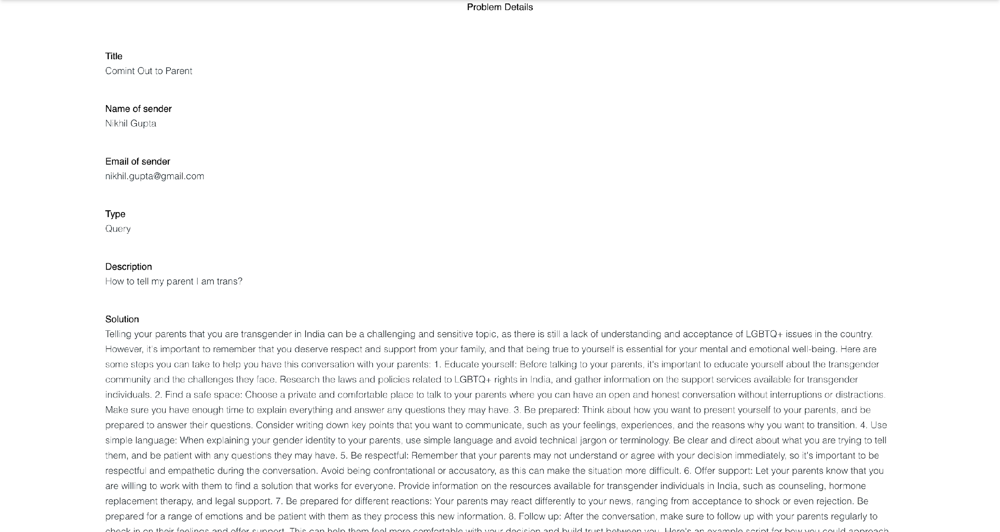 Problem Details
Title
Comint Out to Parent
Name of sender
Nikhil Gupta
Email of sender
nikhil.gupta@gmail.com
Type
Query
Description
How to tell my parent I am trans?
Solution
Telling your parents that you are transgender in India can be a challenging and sensitive topic, as there is still a lack of understanding and acceptance of LGBTQ+ issues in the country.
However, it's important to remember that you deserve respect and support from your family, and that being true to yourself is essential for your mental and emotional well-being. Here are
some steps you can take to help you have this conversation with your parents: 1. Educate yourself: Before talking to your parents, it's important to educate yourself about the transgender
community and the challenges they face. Research the laws and policies related to LGBTQ+ rights in India, and gather information on the support services available for transgender
individuals. 2. Find a safe space: Choose a private and comfortable place to talk to your parents where you can have an open and honest conversation without interruptions or distractions.
Make sure you have enough time to explain everything and answer any questions they may have. 3. Be prepared: Think about how you want to present yourself to your parents, and be
prepared to answer their questions. Consider writing down key points that you want to communicate, such as your feelings, experiences, and the reasons why you want to transition. 4. Use
simple language: When explaining your gender identity to your parents, use simple language and avoid technical jargon or terminology. Be clear and direct about what you are trying to tell
them, and be patient with any questions they may have. 5. Be respectful: Remember that your parents may not understand or agree with your decision immediately, so it's important to be
respectful and empathetic during the conversation. Avoid being confrontational or accusatory, as this can make the situation more difficult. 6. Offer support: Let your parents know that you
are willing to work with them to find a solution that works for everyone. Provide information on the resources available for transgender individuals in India, such as counseling, hormone
replacement therapy, and legal support. 7. Be prepared for different reactions: Your parents may react differently to your news, ranging from acceptance to shock or even rejection. Be
prepared for a range of emotions and be patient with them as they process this new information. 8. Follow up: After the conversation, make sure to follow up with your parents regularly to
check in on their feelings and offer support. This can help them feel more comfortable with your decision and build trust between you. Here's an example script for how you could approach